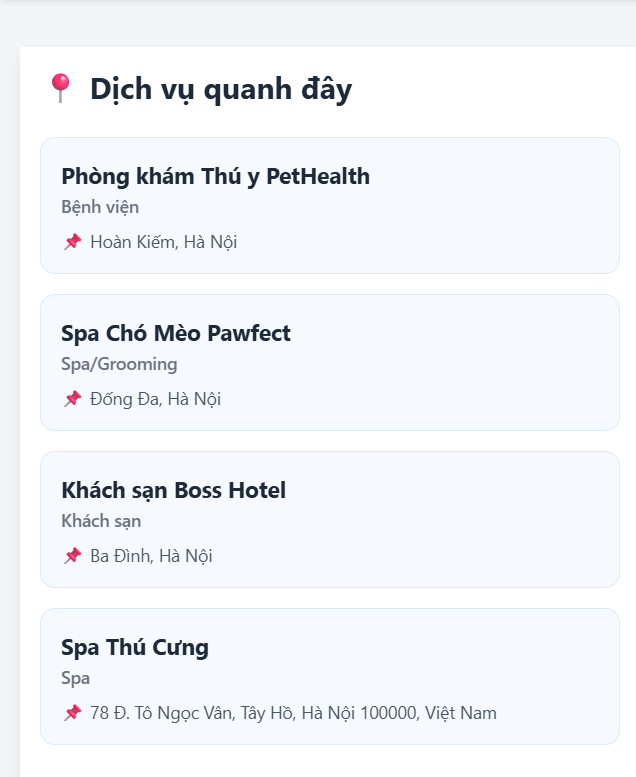 Dịch vụ quanh đây
Phòng khám Thú y PetHealth
Bệnh viện
Hoàn Kiếm, Hà Nội
Spa Chó Mèo Pawfect
Spa/Grooming
Đống Đa, Hà Nội
Khách sạn Boss Hotel
Khách sạn
Ba Đình, Hà Nội
Spa Thú Cưng
Spa
78 Đ. Tô Ngọc Vân, Tây Hồ, Hà Nội 100000, Việt Nam